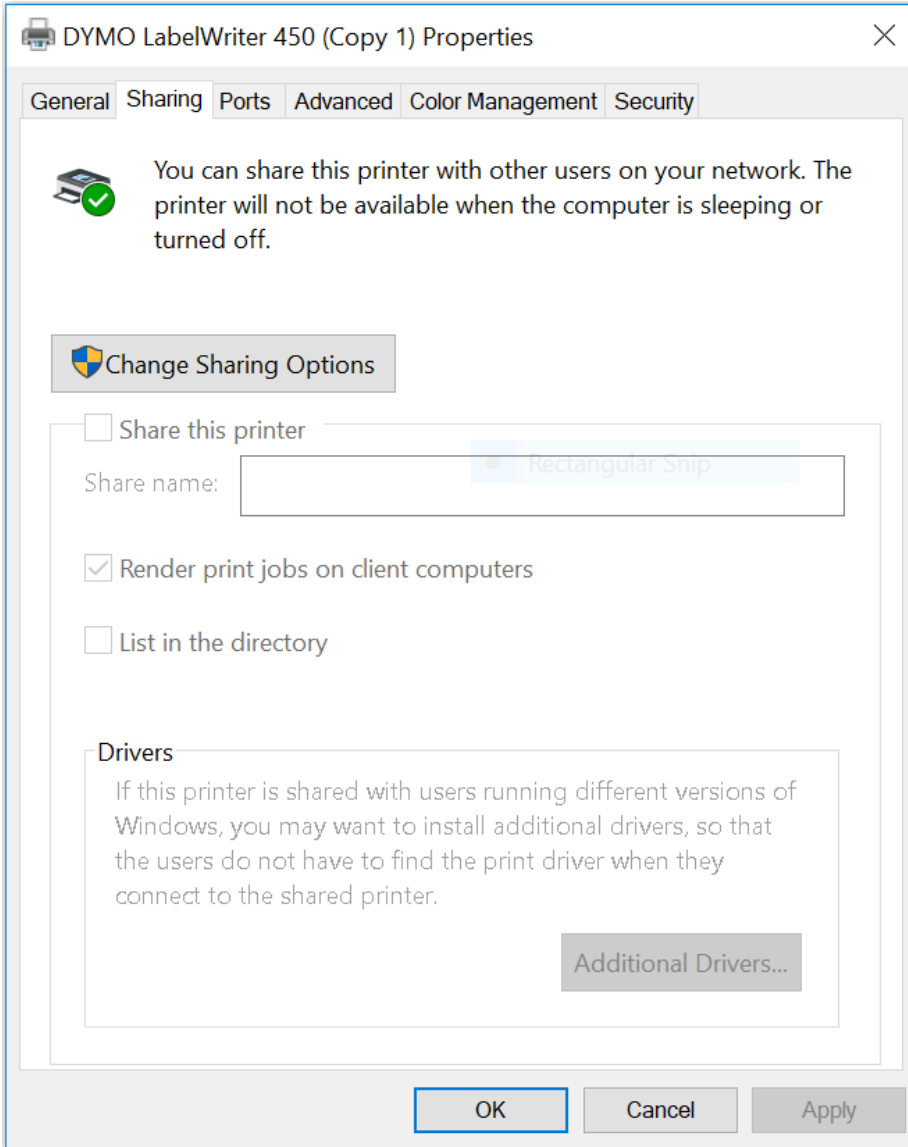 DYMO LabelWriter 450 (Copy 1) Properties
General Sharing Ports Advanced Color Management Security
You can share this printer with other users on your network. The
printer will not be available when the computer is sleeping or
turned off.
Change Sharing Options
Share this printer
Rectangular Snip
Share name:
Render print jobs on client computers
List in the directory
Drivers
If this printer is shared with users running different versions of
Windows, you may want to install additional drivers, so that
the users do not have to find the print driver when they
connect to the shared printer.
Additional Drivers...
OK Cancel Apply